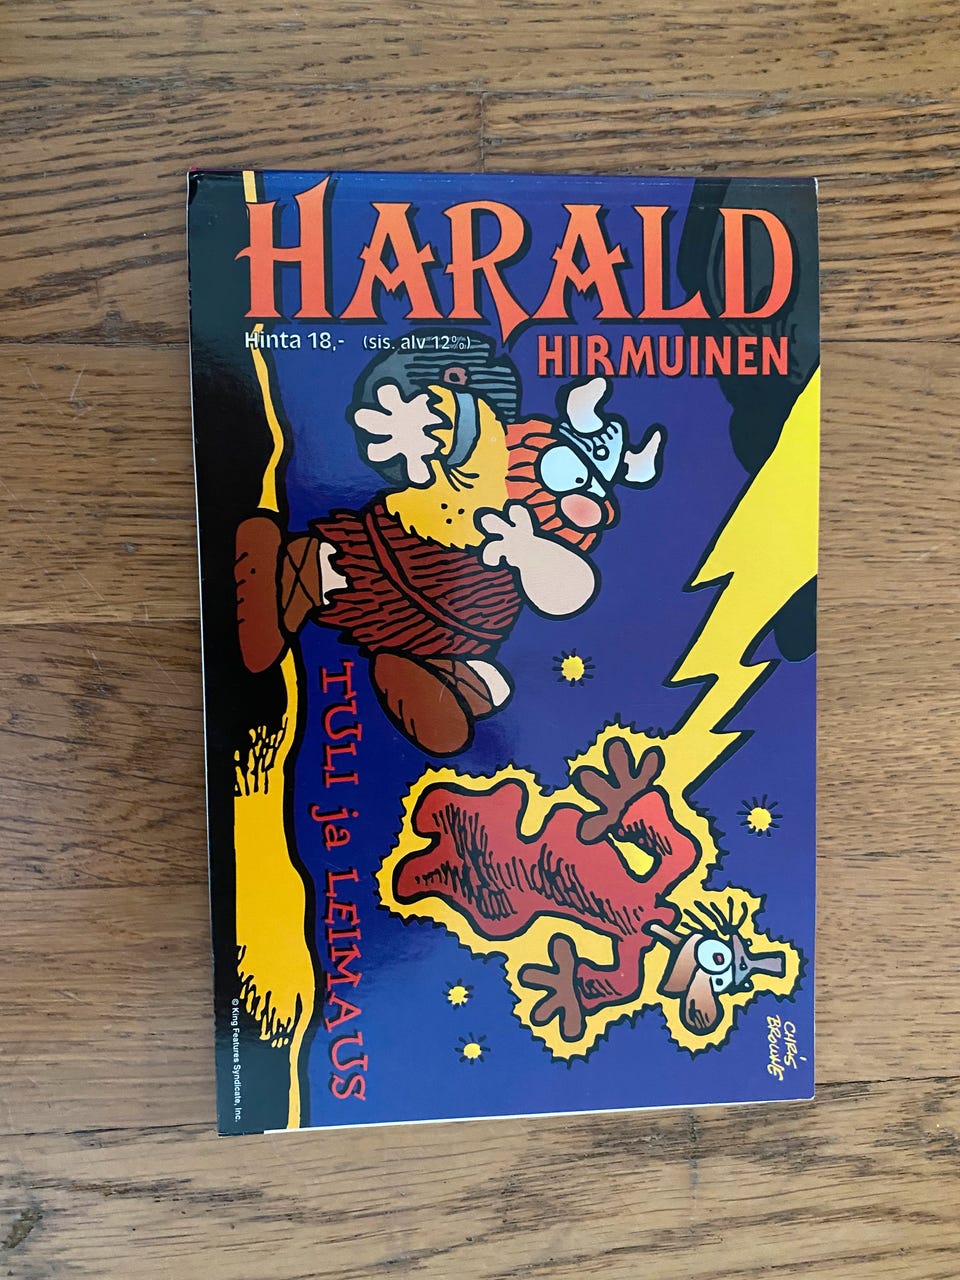 HARALD
HIRMUINEN
Hinta 18,- (sis. alv 12%)
TULI ja LEIMAUS
CHRIS
BROWNE
© King Features Syndicate, Inc.